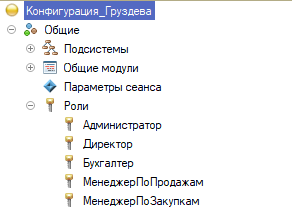 Конфигурация_Груздева
Общие
Подсистемы
Общие модули
Параметры сеанса
Роли
Администратор
Директор
Бухгалтер
МенеджерПоПродажам
МенеджерПоЗакупкам